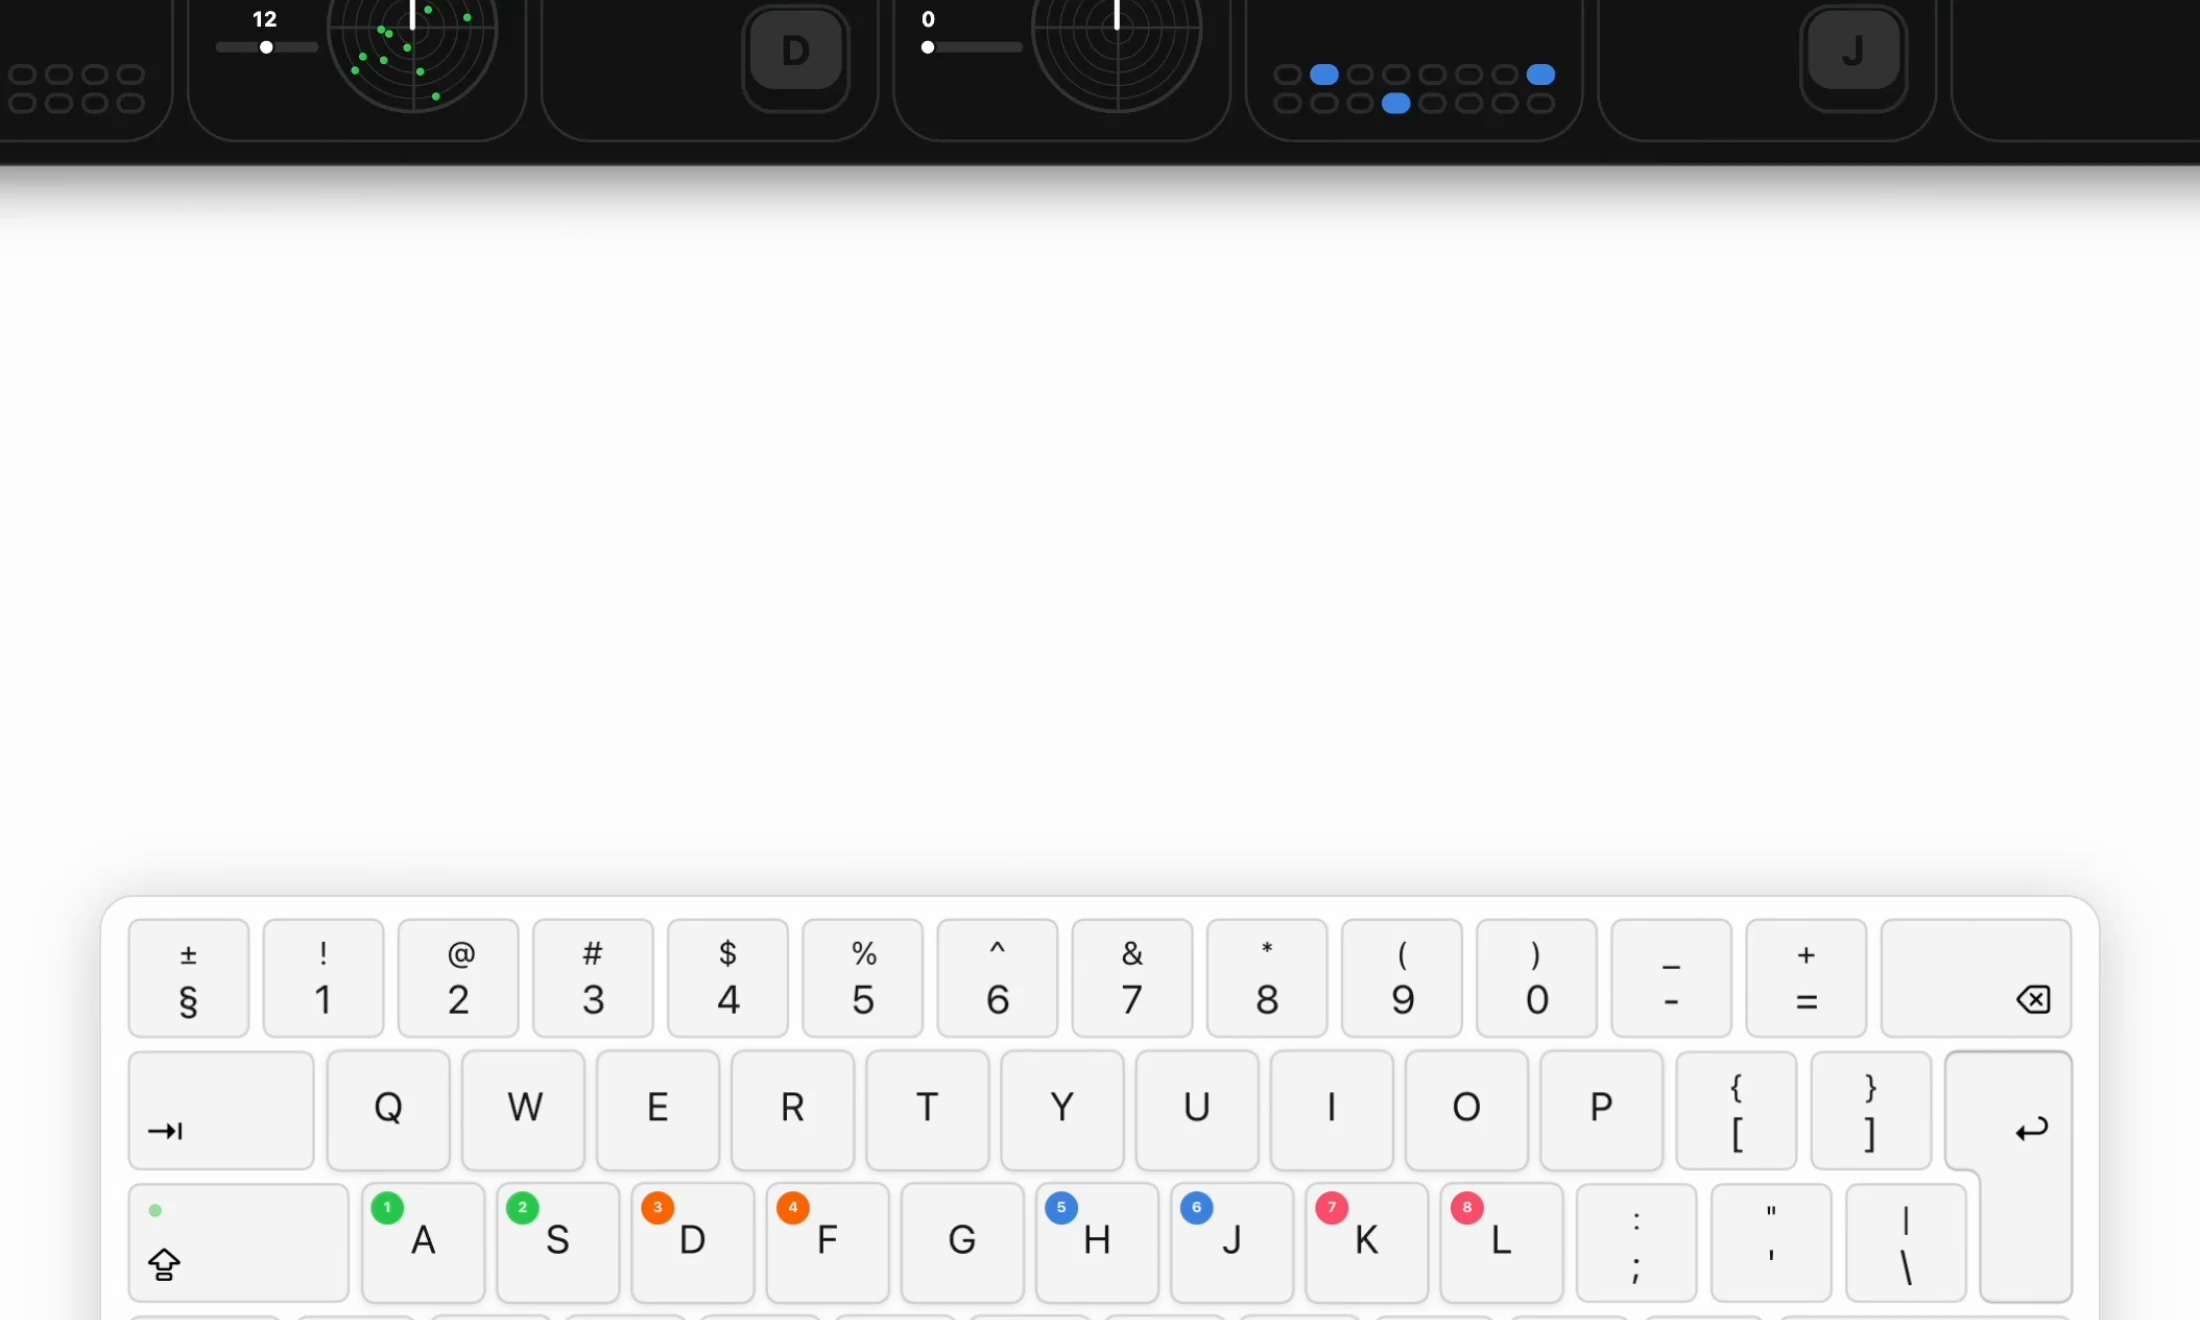 12
D
0
J
± ! @ # $ % ^ & * ( ) _ +
§ 1 2 3 4 5 6 7 8 9 0 - =
Q W E R T Y U I O P { }
[ ]
1 2 3 4 5 6 7 8
A S D F G H J K L : " |
; ' \